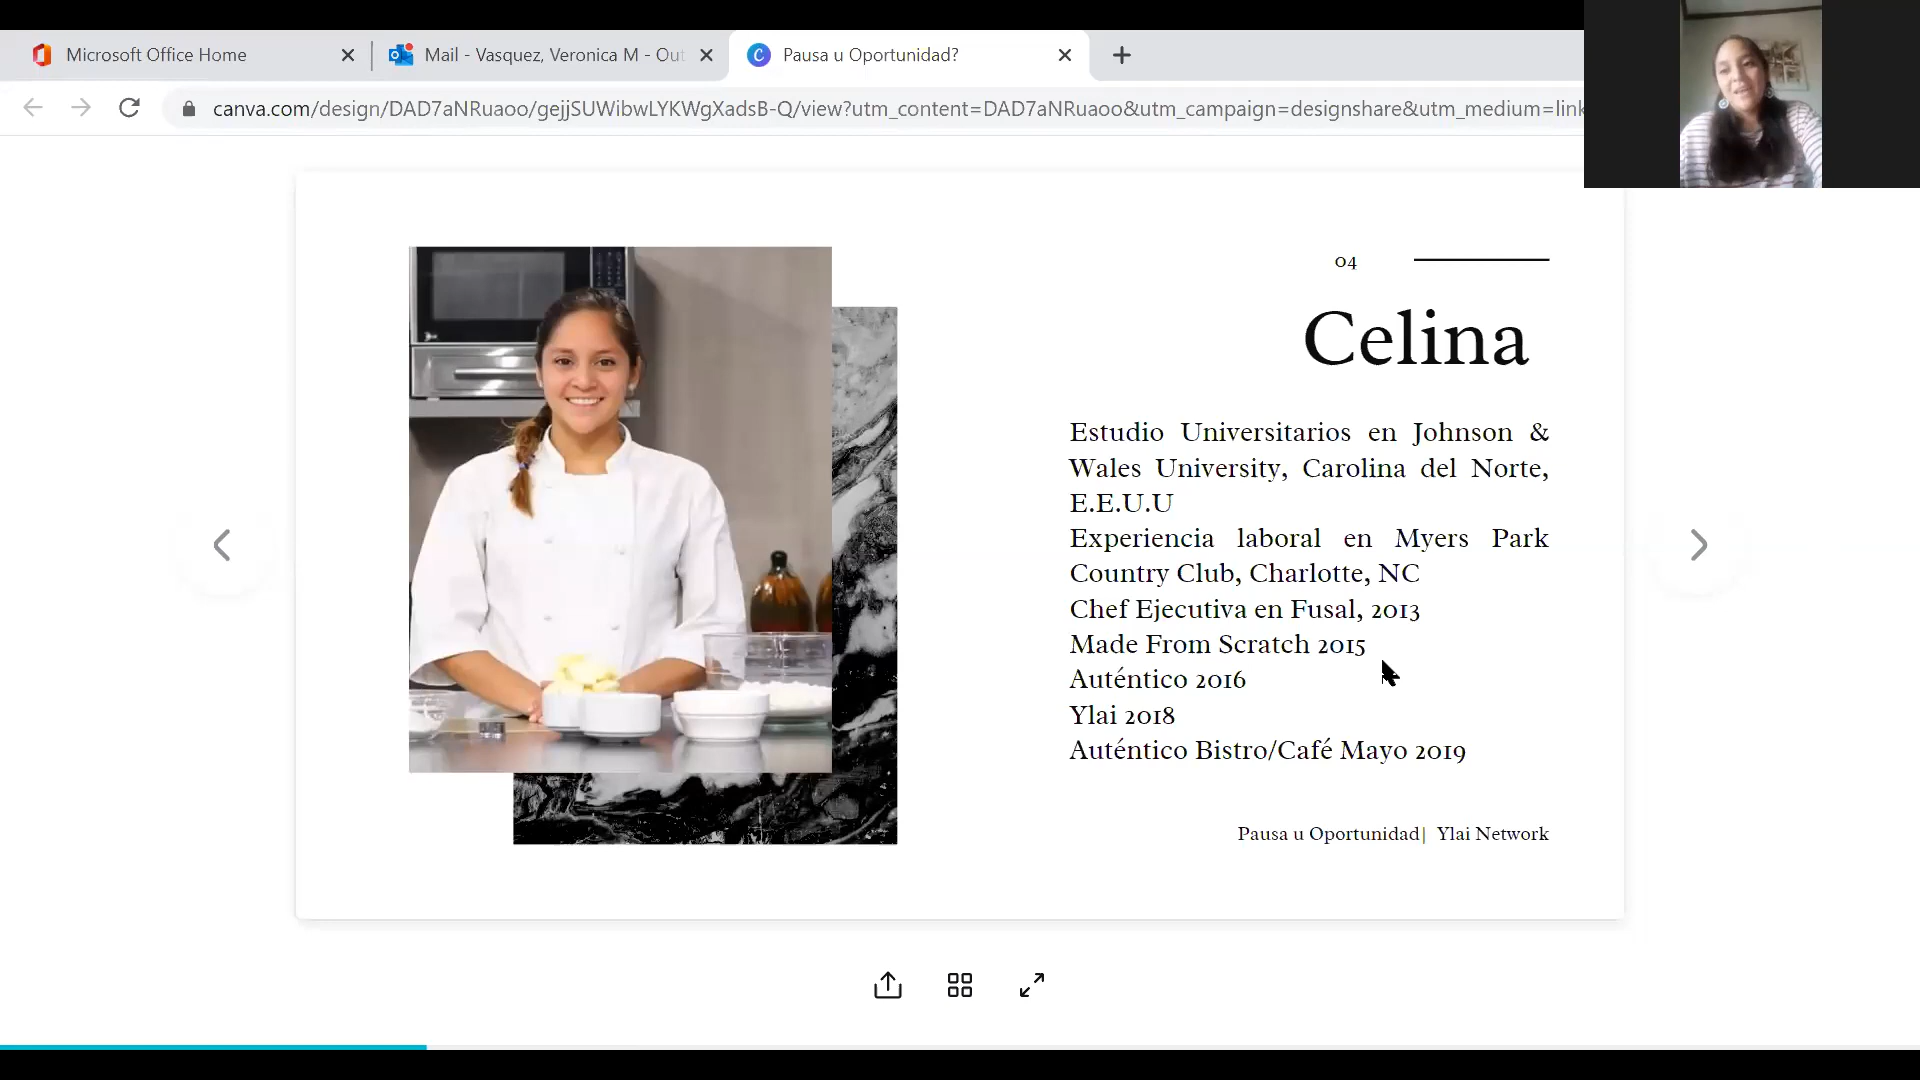 Microsoft Office Home
Mail - Vasquez, Veronica M - Out
Pausa u Oportunidad?
canva.com/design/DAD7aNRuaoo/gejjSUWibwLYKWgXadsB-Q/view?utm_content=DAD7aNRuaoo&utm_campaign=designshare&utm_medium=link
04
Celina
Estudio Universitarios en Johnson &
Wales University, Carolina del Norte,
E.E.U.U
Experiencia laboral en Myers Park
Country Club, Charlotte, NC
Chef Ejecutiva en Fusal, 2013
Made From Scratch 2015
Auténtico 2016
Ylai 2018
Auténtico Bistro/Café Mayo 2019
Pausa u Oportunidad| Ylai Network